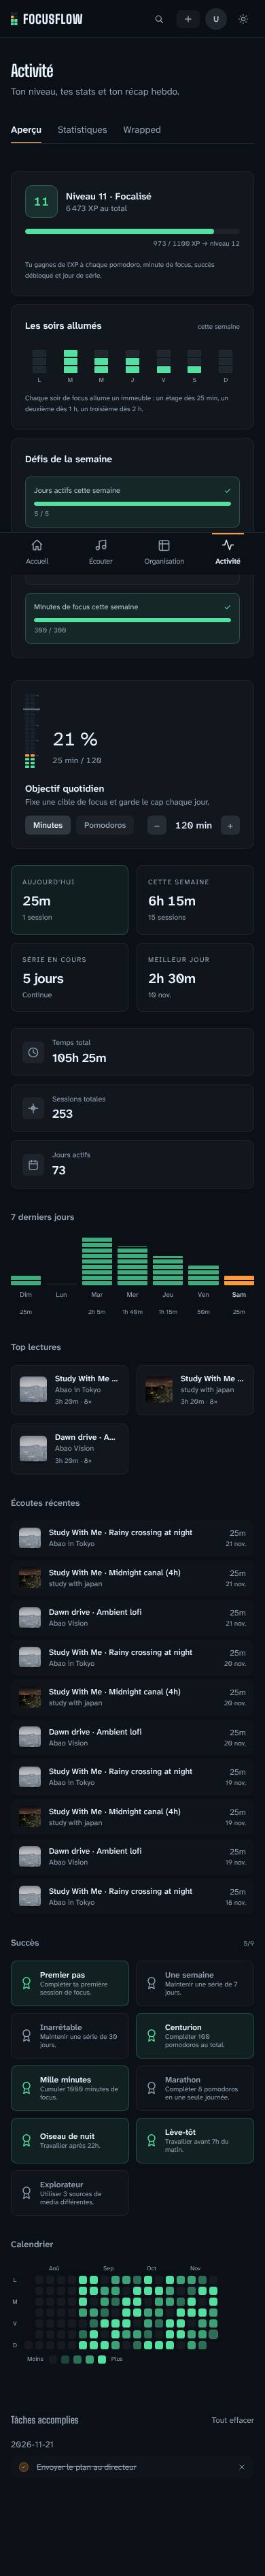 FOCUSFLOW
U
Activité
Ton niveau, tes stats et ton récap hebdo.
Aperçu Statistiques Wrapped
11
Niveau 11 · Focalisé
6 473 XP au total
973 / 1100 XP → niveau 12
Tu gagnes de l'XP à chaque pomodoro, minute de focus, succès
débloqué et jour de série.
Les soirs allumés
cette semaine
L M M J V S D
Chaque soir de focus allume un immeuble : un étage dès 25 min, un
deuxième dès 1 h, un troisième dès 2 h.
Défis de la semaine
Jours actifs cette semaine ✓
5 / 5
Accueil Écouter Organisation Activité
Minutes de focus cette semaine ✓
300 / 300
21 %
25 min / 120
Objectif quotidien
Fixe une cible de focus et garde le cap chaque jour.
Minutes Pomodoros − 120 min +
AUJOURD'HUI
25m
1 session
CETTE SEMAINE
6h 15m
15 sessions
SÉRIE EN COURS
5 jours
Continue
MEILLEUR JOUR
2h 30m
10 nov.
Temps total
105h 25m
Sessions totales
253
Jours actifs
73
7 derniers jours
Dim Lun Mar Mer Jeu Ven Sam
25m 2h 5m 1h 40m 1h 15m 50m 25m
Top lectures
Study With Me ...
Abao in Tokyo
3h 20m · 8×
Study With Me ...
study with japan
3h 20m · 8×
Dawn drive · A...
Abao Vision
3h 20m · 8×
Écoutes récentes
Study With Me · Rainy crossing at night 25m
Abao in Tokyo 21 nov.
Study With Me · Midnight canal (4h) 25m
study with japan 21 nov.
Dawn drive · Ambient lofi 25m
Abao Vision 21 nov.
Study With Me · Rainy crossing at night 25m
Abao in Tokyo 20 nov.
Study With Me · Midnight canal (4h) 25m
study with japan 20 nov.
Dawn drive · Ambient lofi 25m
Abao Vision 20 nov.
Study With Me · Rainy crossing at night 25m
Abao in Tokyo 19 nov.
Study With Me · Midnight canal (4h) 25m
study with japan 19 nov.
Dawn drive · Ambient lofi 25m
Abao Vision 19 nov.
Study With Me · Rainy crossing at night 25m
Abao in Tokyo 18 nov.
Succès 5/9
Premier pas
Compléter ta première
session de focus.
Une semaine
Maintenir une série de 7
jours.
Inarrêtable
Maintenir une série de 30
jours.
Centurion
Compléter 100
pomodoros au total.
Mille minutes
Cumuler 1000 minutes de
focus.
Marathon
Compléter 8 pomodoros
en une seule journée.
Oiseau de nuit
Travailler après 22h.
Lève-tôt
Travailler avant 7h du
matin.
Explorateur
Utiliser 3 sources de
média différentes.
Calendrier
Aoû Sep Oct Nov
L
M
V
D
Moins Plus
Tâches accomplies Tout effacer
2026-11-21
Envoyer le plan au directeur ×